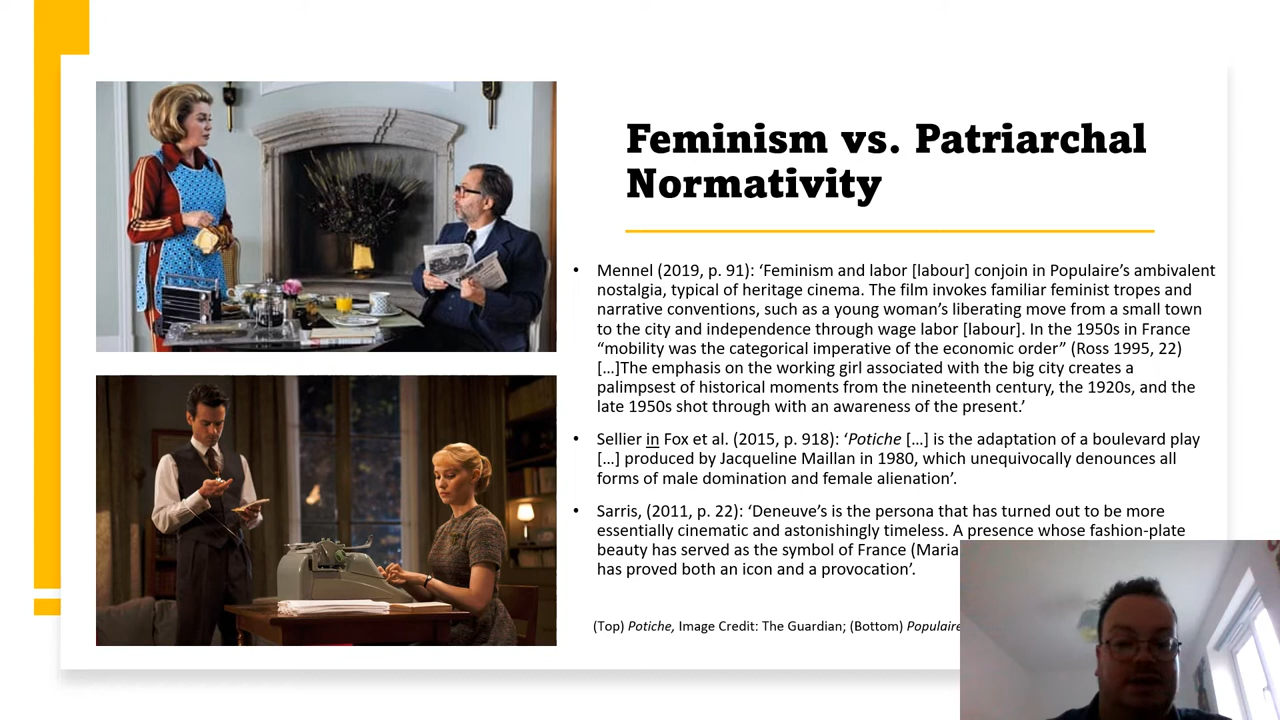 Feminism vs. Patriarchal
Normativity
• Mennel (2019, p. 91): ‘Feminism and labor [labour] conjoin in Populaire’s ambivalent
nostalgia, typical of heritage cinema. The film invokes familiar feminist tropes and
narrative conventions, such as a young woman’s liberating move from a small town
to the city and independence through wage labor [labour]. In the 1950s in France
“mobility was the categorical imperative of the economic order” (Ross 1995, 22)
[…]The emphasis on the working girl associated with the big city creates a
palimpsest of historical moments from the nineteenth century, the 1920s, and the
late 1950s shot through with an awareness of the present.’
• Sellier in Fox et al. (2015, p. 918): ‘Potiche […] is the adaptation of a boulevard play
[…] produced by Jacqueline Maillan in 1980, which unequivocally denounces all
forms of male domination and female alienation’.
• Sarris, (2011, p. 22): ‘Deneuve’s is the persona that has turned out to be more
essentially cinematic and astonishingly timeless. A presence whose fashion-plate
beauty has served as the symbol of France (Maria
has proved both an icon and a provocation’.
(Top) Potiche, Image Credit: The Guardian; (Bottom) Populaire